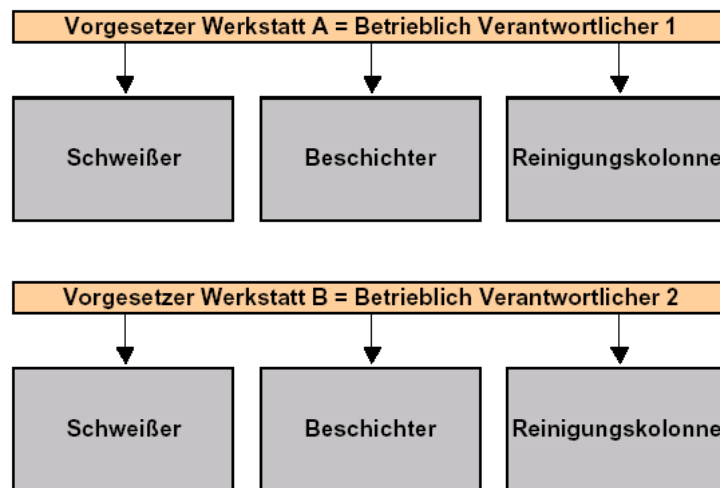 Vorgesetzer Werkstatt A = Betrieblich Verantwortlicher 1
Schweißer
Beschichter
Reinigungskolonne
Vorgesetzer Werkstatt B = Betrieblich Verantwortlicher 2
Schweißer
Beschichter
Reinigungskolonne